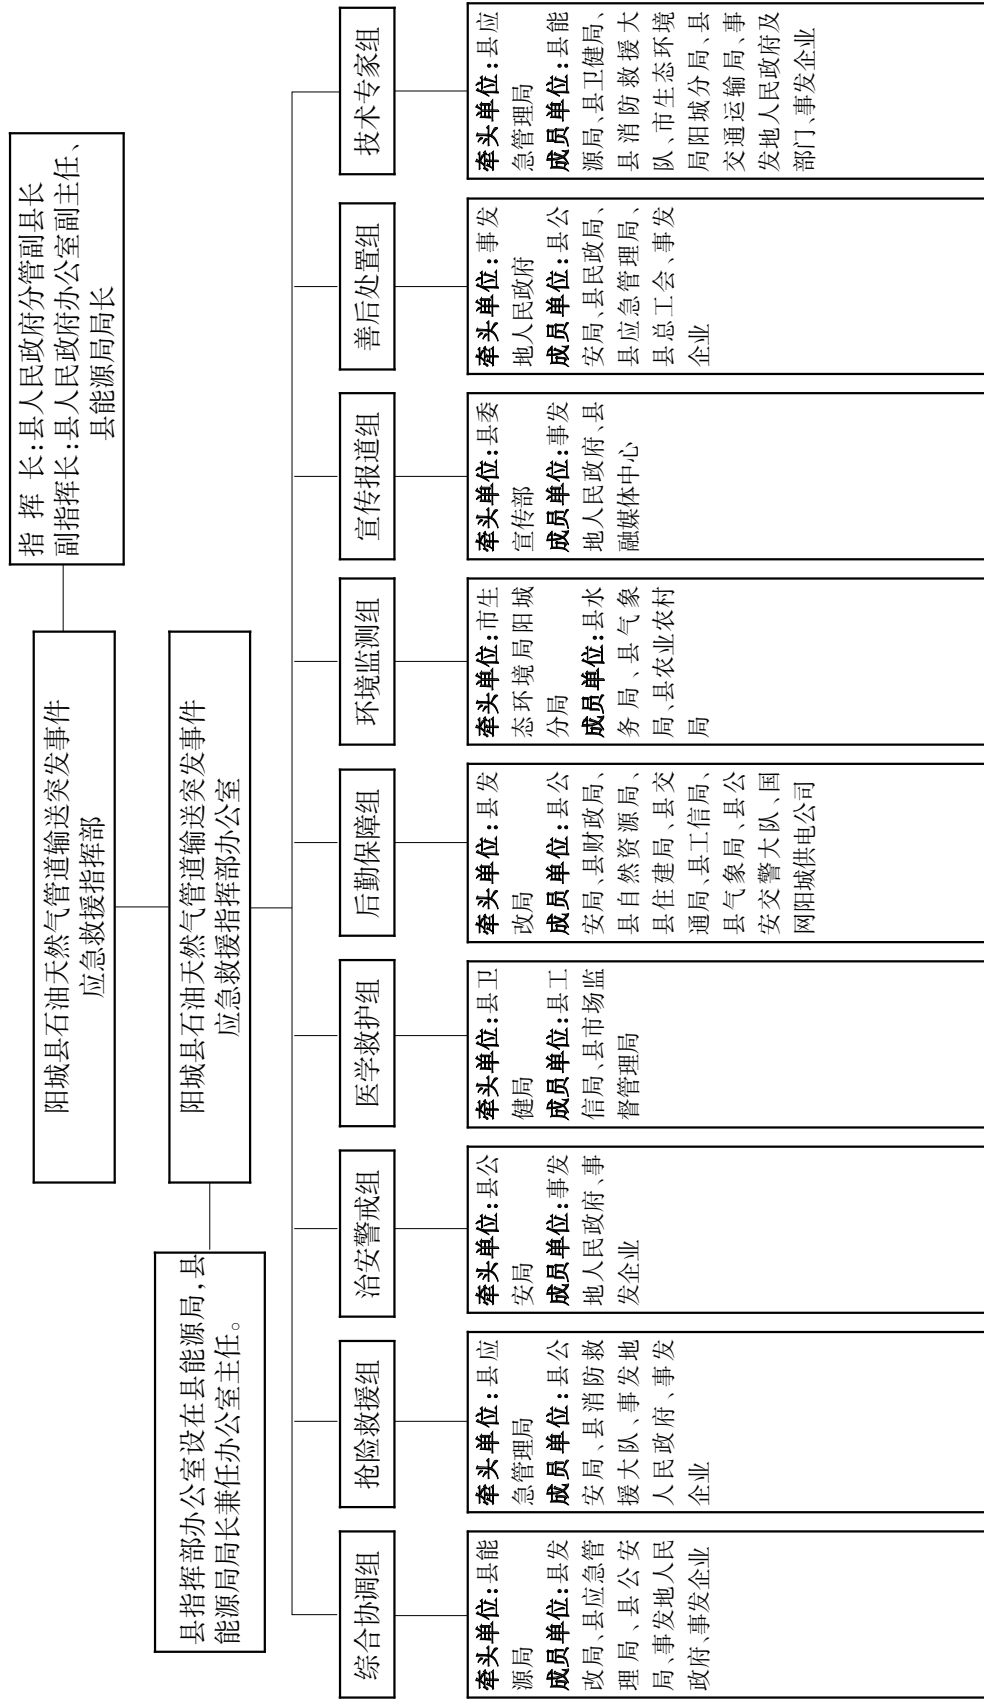 指 挥 长:县人民政府分管副县长
副指挥长:县人民政府办公室副主任、
县能源局局长
阳城县石油天然气管道输送突发事件
应急救援指挥部
阳城县石油天然气管道输送突发事件
应急救援指挥部办公室
县指挥部办公室设在县能源局,县
能源局局长兼任办公室主任。
综合协调组
牵头单位:县能
源局
成员单位:县发
改局、县应急管
理局、县公安
局、事发地人民
政府、事发企业
抢险救援组
牵头单位:县应
急管理局
成员单位:县公
安局、县消防救
援大队、事发地
人民政府、事发
企业
治安警戒组
牵头单位:县公
安局
成员单位:事发
地人民政府、事
发企业
医学救护组
牵头单位:县卫
健局
成员单位:县工
信局、县市场监
督管理局
后勤保障组
牵头单位:县发
改局
成员单位:县公
安局、县财政局、
县自然资源局、
县住建局、县交
通局、县工信局、
县气象局、县公
安交警大队、国
网阳城供电公司
环境监测组
牵头单位:市生
态环境局阳城
分局
成员单位:县水
务局、县气象
局、县农业农村
局
宣传报道组
牵头单位:县委
宣传部
成员单位:事发
地人民政府、县
融媒体中心
善后处置组
牵头单位:事发
地人民政府
成员单位:县公
安局、县民政局、
县应急管理局、
县总工会、事发
企业
技术专家组
牵头单位:县应
急管理局
成员单位:县能
源局、县卫健局、
县消防救援大
队、市生态环境
局阳城分局、县
交通运输局、事
发地人民政府及
部门、事发企业